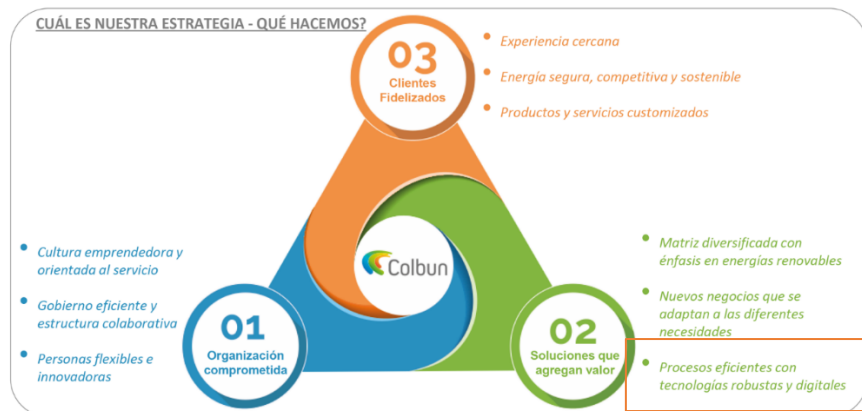 CUÁL ES NUESTRA ESTRATEGIA - QUÉ HACEMOS?
03
Clientes
Fidelizados
• Experiencia cercana
• Energía segura, competitiva y sostenible
• Productos y servicios customizados
Colbun
• Cultura emprendedora y
orientada al servicio
• Gobierno eficiente y
estructura colaborativa
• Personas flexibles e
innovadoras
01
Organización
comprometida
02
Soluciones que
agregan valor
• Matriz diversificada con
énfasis en energías renovables
• Nuevos negocios que se
adaptan a las diferentes
necesidades
• Procesos eficientes con
tecnologías robustas y digitales